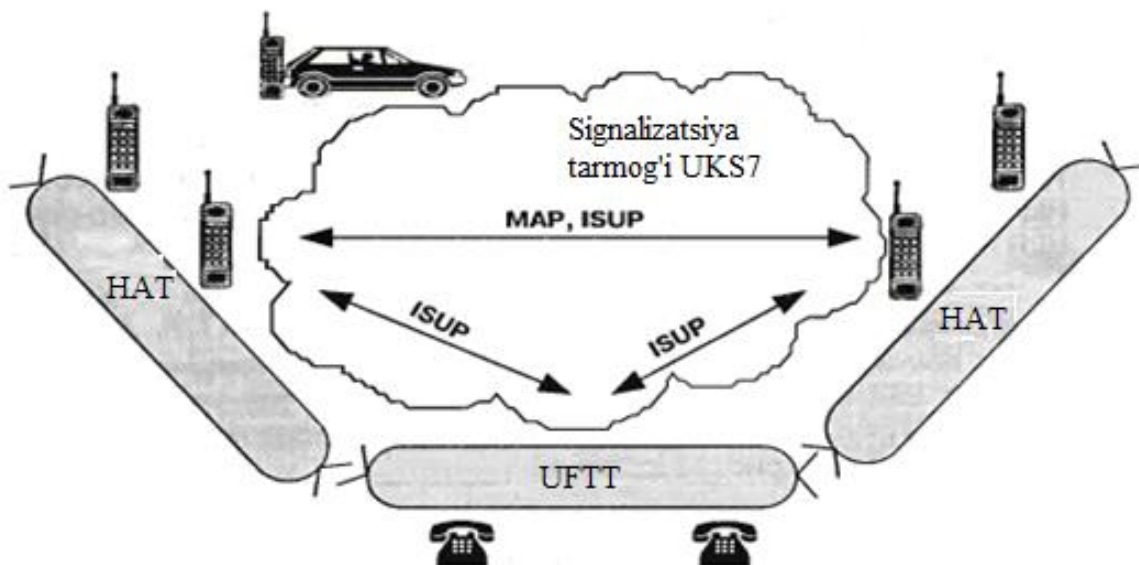 Signalizatsiya
tarmog'i UKS7
MAP, ISUP
HAT
ISUP
ISUP
HAT
UFTT